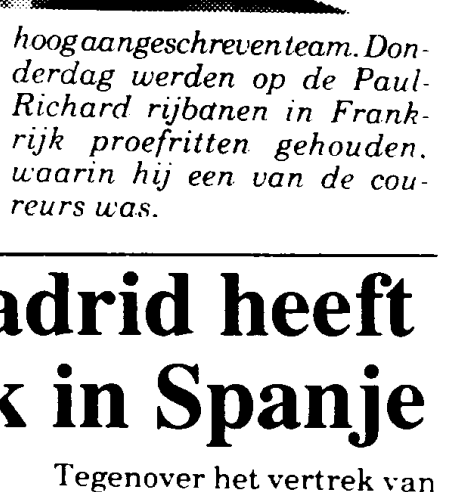 hoog aangeschreven team. Don-
derdag werden op de Paul-
Richard rijbanen in Frank-
rijk proefritten gehouden.
waarin hij een van de cou-
reurs was.
adrid heeft
k in Spanje
Tegenover het vertrek van